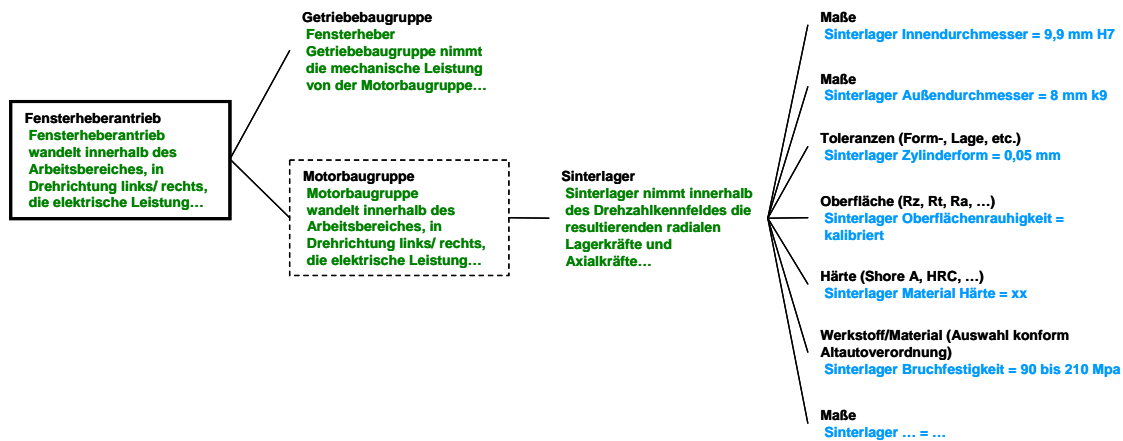 Fensterheberantrieb
Fensterheberantrieb
wandelt innerhalb des
Arbeitsbereiches, in
Drehrichtung links/ rechts,
die elektrische Leistung…
Getriebebaugruppe
Fensterheber
Getriebebaugruppe nimmt
die mechanische Leistung
von der Motorbaugruppe…
Motorbaugruppe
Motorbaugruppe
wandelt innerhalb des
Arbeitsbereiches, in
Drehrichtung links/ rechts,
die elektrische Leistung…
Sinterlager
Sinterlager nimmt innerhalb
des Drehzahlkennfeldes die
resultierenden radialen
Lagerkräfte und
Axialkräfte…
Maße
Sinterlager Innendurchmesser = 9,9 mm H7
Maße
Sinterlager Außendurchmesser = 8 mm k9
Toleranzen (Form-, Lage, etc.)
Sinterlager Zylinderform = 0,05 mm
Oberfläche (Rz, Rt, Ra, …)
Sinterlager Oberflächenrauhigkeit =
kalibriert
Härte (Shore A, HRC, …)
Sinterlager Material Härte = xx
Werkstoff/Material (Auswahl konform
Altautoverordnung)
Sinterlager Bruchfestigkeit = 90 bis 210 Mpa
Maße
Sinterlager … = …